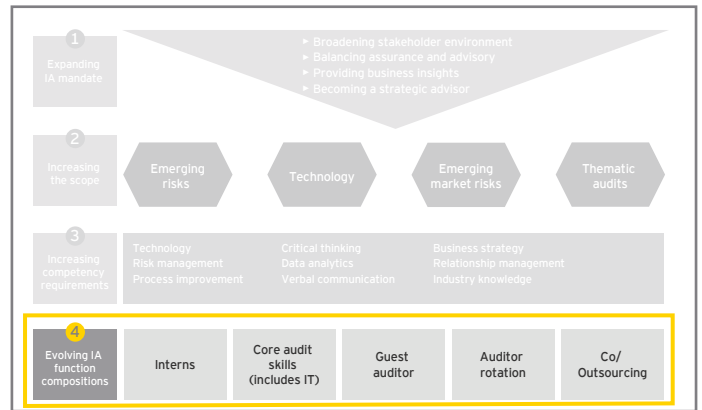 1
Expanding
IA mandate
► Broadening stakeholder environment
► Balancing assurance and advisory
► Providing business insights
► Becoming a strategic advisor
2
Increasing
the scope
Emerging
risks
Technology
Emerging
market risks
Thematic
audits
3
Increasing
competency
requirements
Technology
Risk management
Process improvement
Critical thinking
Data analytics
Verbal communication
Business strategy
Relationship management
Industry knowledge
4
Evolving IA
function
compositions
Interns
Core audit
skills
(includes IT)
Guest
auditor
Auditor
rotation
Co/
Outsourcing